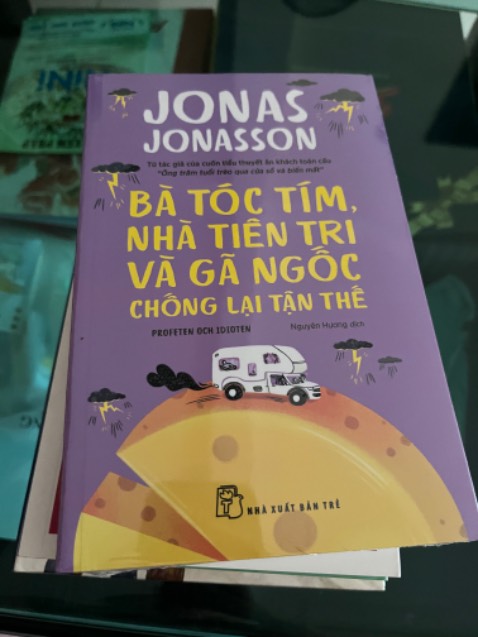 JONAS
JONASSON
Từ tác giả của cuốn tiểu thuyết ăn khách toàn cầu
"Ông trăm tuổi trèo qua cửa sổ và biến mất"
BÀ TÓC TÍM,
NHÀ TIÊN TRI
VÀ GÃ NGỐC
CHỐNG LẠI TẬN THẾ
PROFETEN OCH IDIOTEN
Nguyên Hương dịch
NHÀ XUẤT BẢN TRẺ